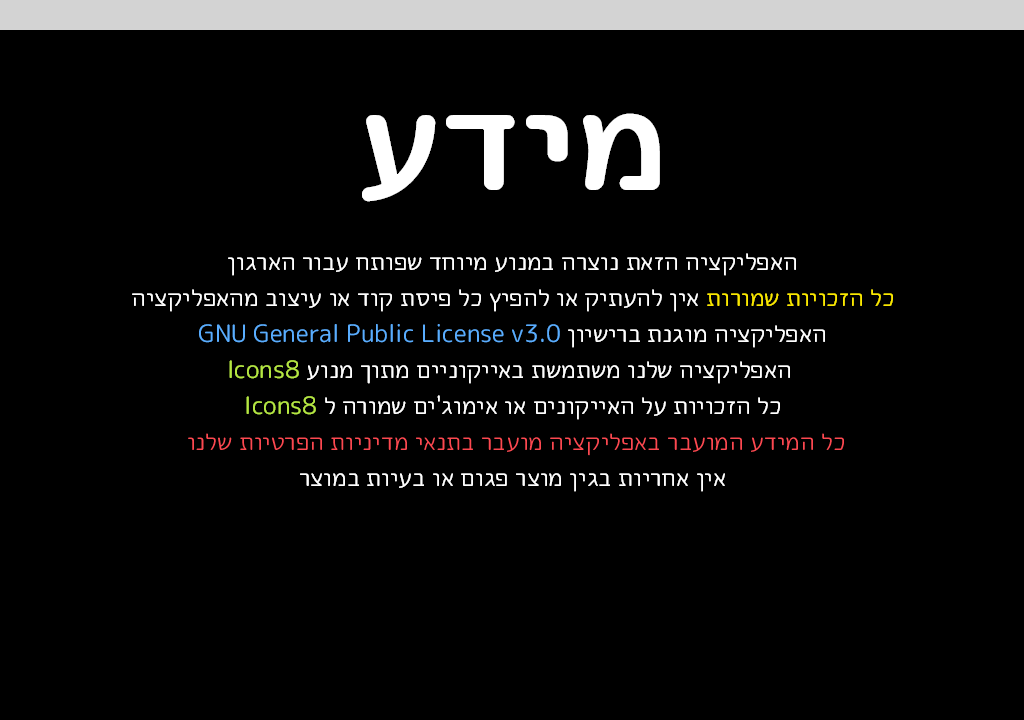 מידע
האפליקציה הזאת נוצרה במנוע מיוחד שפותח עבור הארגון
כל הזכויות שמורות אין להעתיק או להפיץ כל פיסת קוד או עיצוב מהאפליקציה
האפליקציה מוגנת ברישיון GNU General Public License v3.0
האפליקציה שלנו משתמשת באייקוניים מתוך מנוע Icons8
כל הזכויות על האייקונים או אימוג'ים שמורה ל Icons8
כל המידע המועבר באפליקציה מועבר בתנאי מדיניות הפרטיות שלנו
אין אחריות בגין מוצר פגום או בעיות במוצר